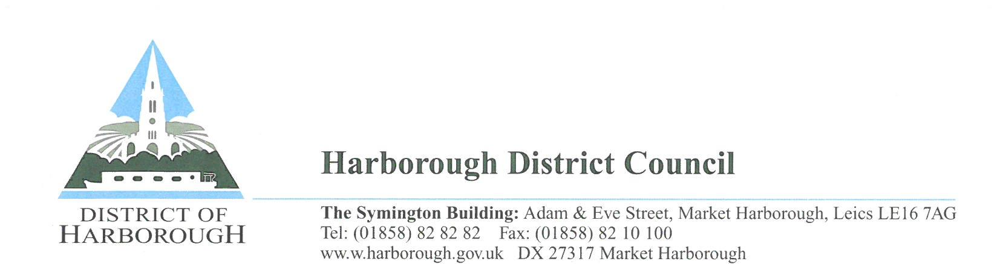 Harborough District Council
The Symington Building: Adam & Eve Street, Market Harborough, Leics LE16 7AG
Tel: (01858) 82 82 82 Fax: (01858) 82 10 100
ww.w.harborough.gov.uk DX 27317 Market Harborough
DISTRICT OF
HARBOROUGH